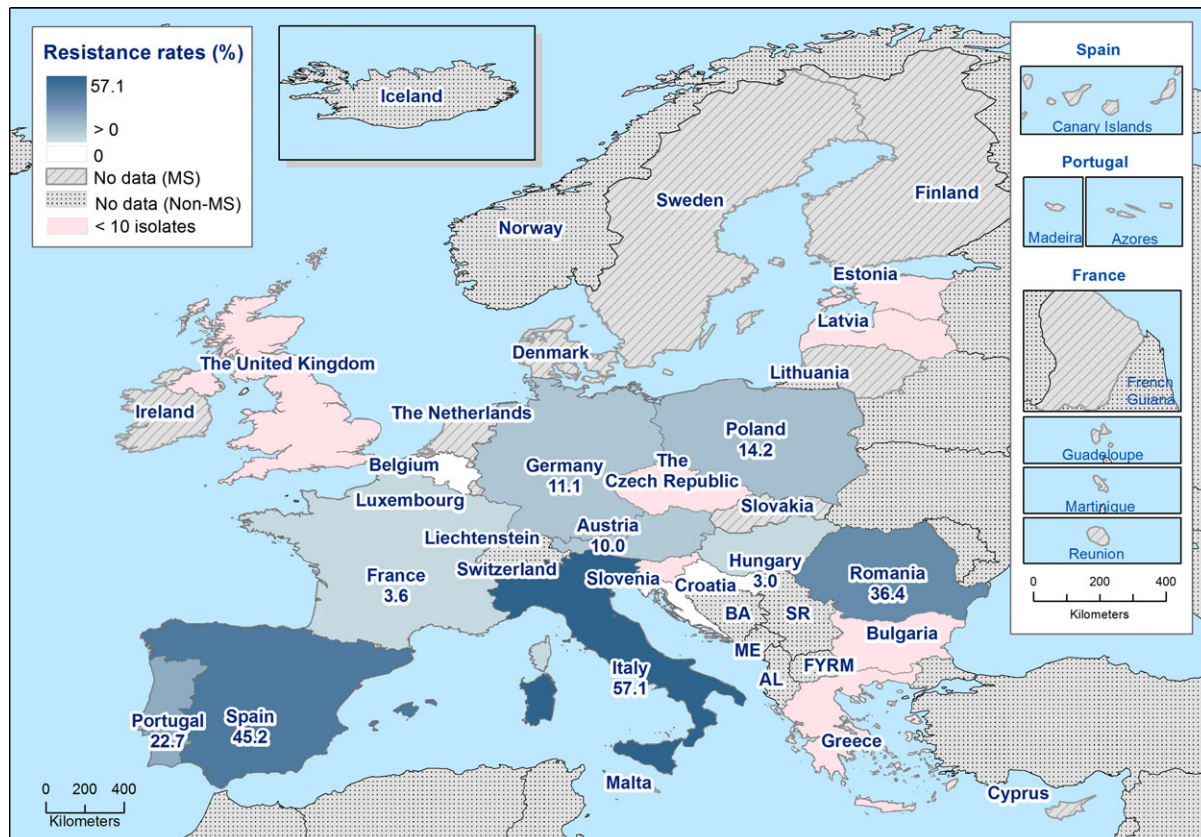 Resistance rates (%)
57.1
> 0
0
No data (MS)
No data (Non-MS)
< 10 isolates
Iceland
Norway
Sweden
Finland
Estonia
Latvia
Lithuania
Denmark
The United Kingdom
Ireland
The Netherlands
Belgium
Luxembourg
Germany
11.1
Poland
14.2
The
Czech Republic
Slovakia
Austria
10.0
Liechtenstein
Switzerland
France
3.6
Slovenia
Croatia
Hungary
3.0
Romania
36.4
BA
SR
ME
FYRM
AL
Bulgaria
Italy
57.1
Greece
Portugal
22.7
Spain
45.2
Malta
Cyprus
0 200 400
Kilometers
Spain
Canary Islands
Portugal
Madeira
Azores
France
French
Guiana
Guadeloupe
Martinique
Reunion
0 200 400
Kilometers